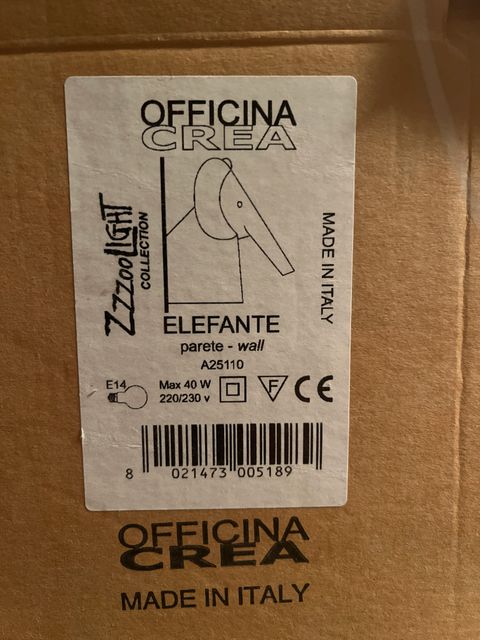 OFFICINA
CREA
ZzzooLIGHT
COLLECTION
MADE IN ITALY
ELEFANTE
parete - wall
A25110
E14
Max 40 W
220/230 v
F
CE
8 021473 005189
OFFICINA
CREA
MADE IN ITALY